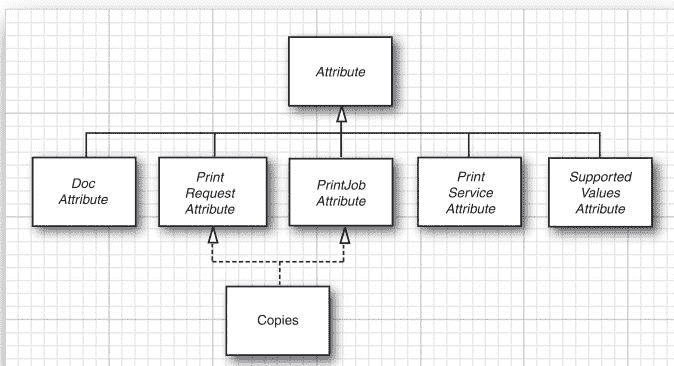 Attribute
Doc
Attribute
Print
Request
Attribute
PrintJob
Attribute
Print
Service
Attribute
Supported
Values
Attribute
Copies